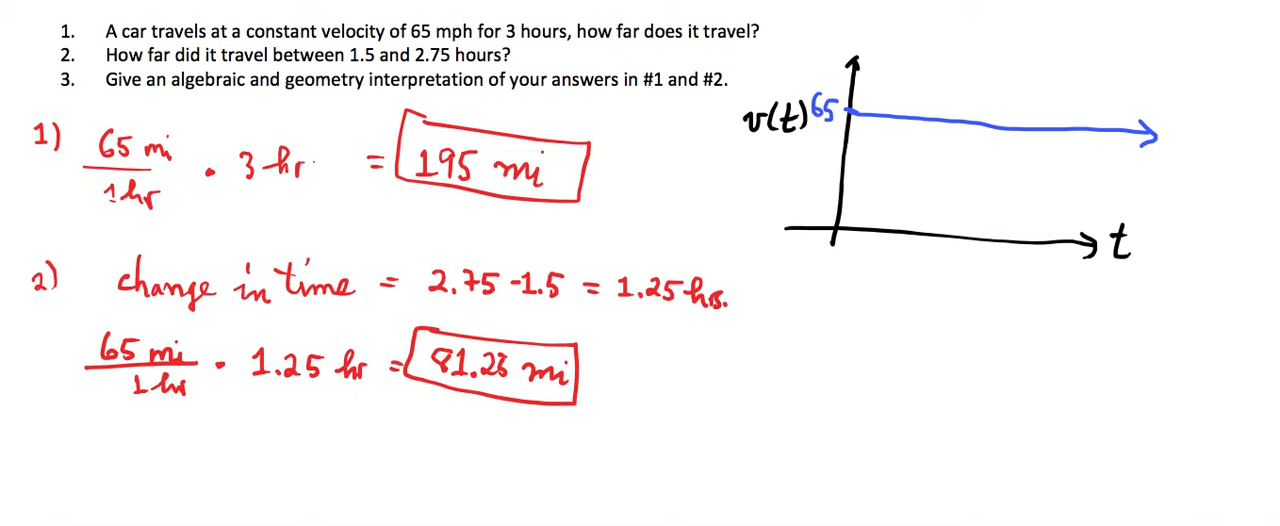 1. A car travels at a constant velocity of 65 mph for 3 hours, how far does it travel?
2. How far did it travel between 1.5 and 2.75 hours?
3. Give an algebraic and geometry interpretation of your answers in #1 and #2.
v(t) 65
t
1) 65 mi / 1 hr · 3 hr = 195 mi
2) change in time = 2.75 - 1.5 = 1.25 hrs.
65 mi / 1 hr · 1.25 hr = 81.25 mi